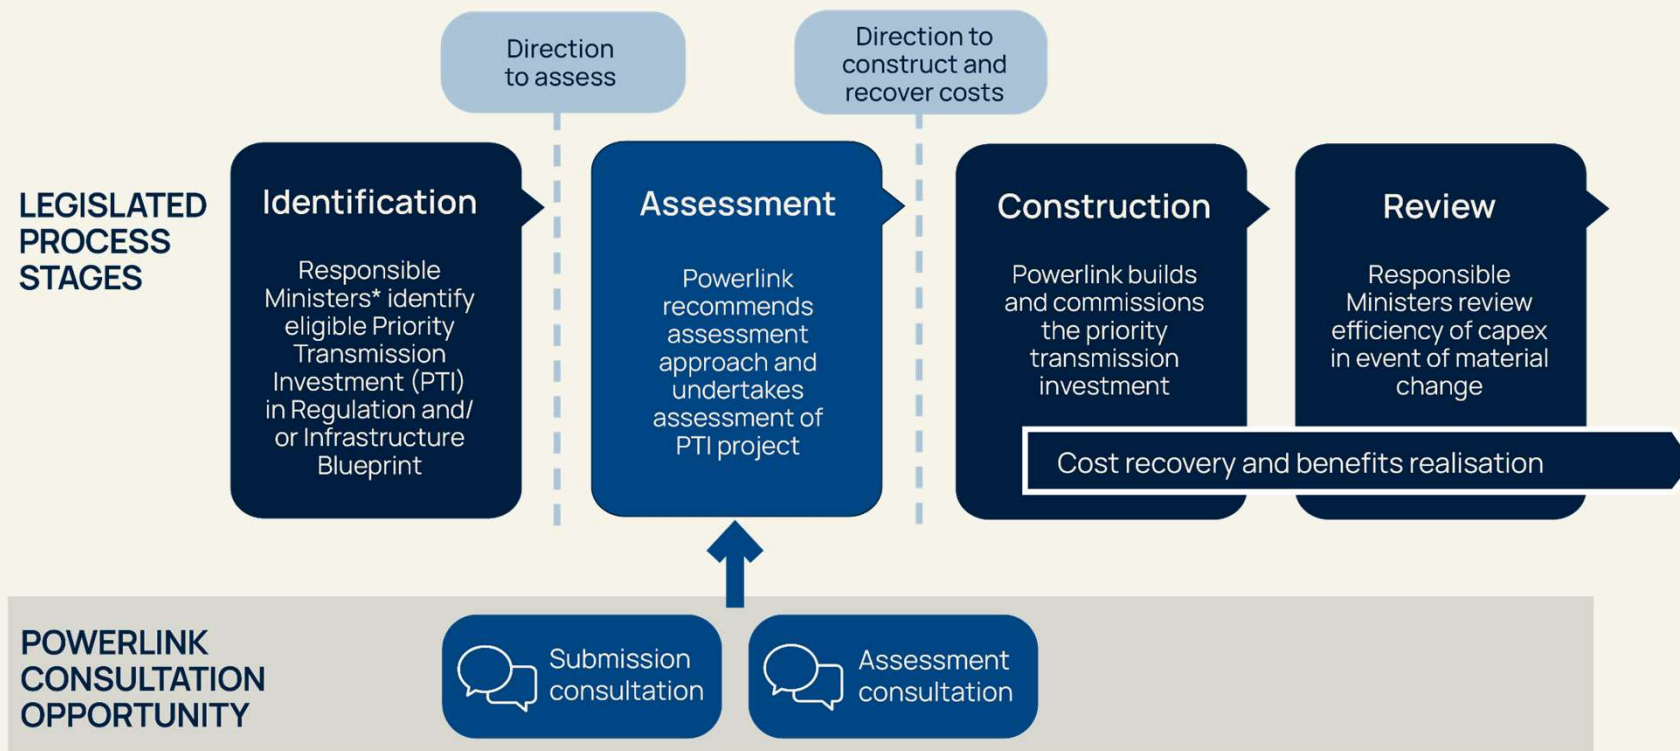 Direction
to assess
Direction to
construct and
recover costs
LEGISLATED
PROCESS
STAGES
Identification
Responsible
Ministers* identify
eligible Priority
Transmission
Investment (PTI)
in Regulation and/
or Infrastructure
Blueprint
Assessment
Powerlink
recommends
assessment
approach and
undertakes
assessment of
PTI project
Construction
Powerlink builds
and commissions
the priority
transmission
investment
Review
Responsible
Ministers review
efficiency of capex
in event of material
change
Cost recovery and benefits realisation
POWERLINK
CONSULTATION
OPPORTUNITY
Submission
consultation
Assessment
consultation